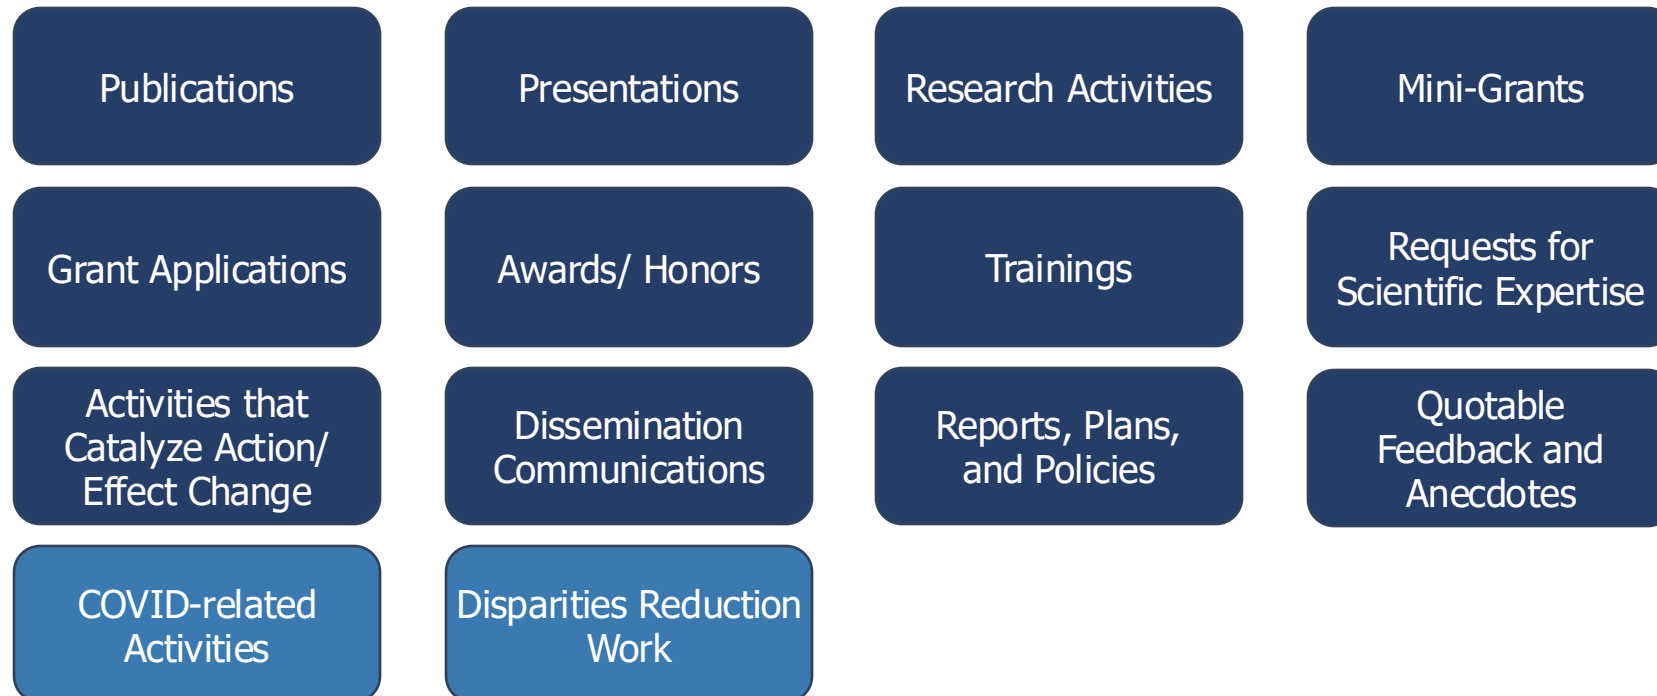 Publications
Presentations
Research Activities
Mini-Grants
Grant Applications
Awards/ Honors
Trainings
Requests for
Scientific Expertise
Activities that
Catalyze Action/
Effect Change
Dissemination
Communications
Reports, Plans,
and Policies
Quotable
Feedback and
Anecdotes
COVID-related
Activities
Disparities Reduction
Work